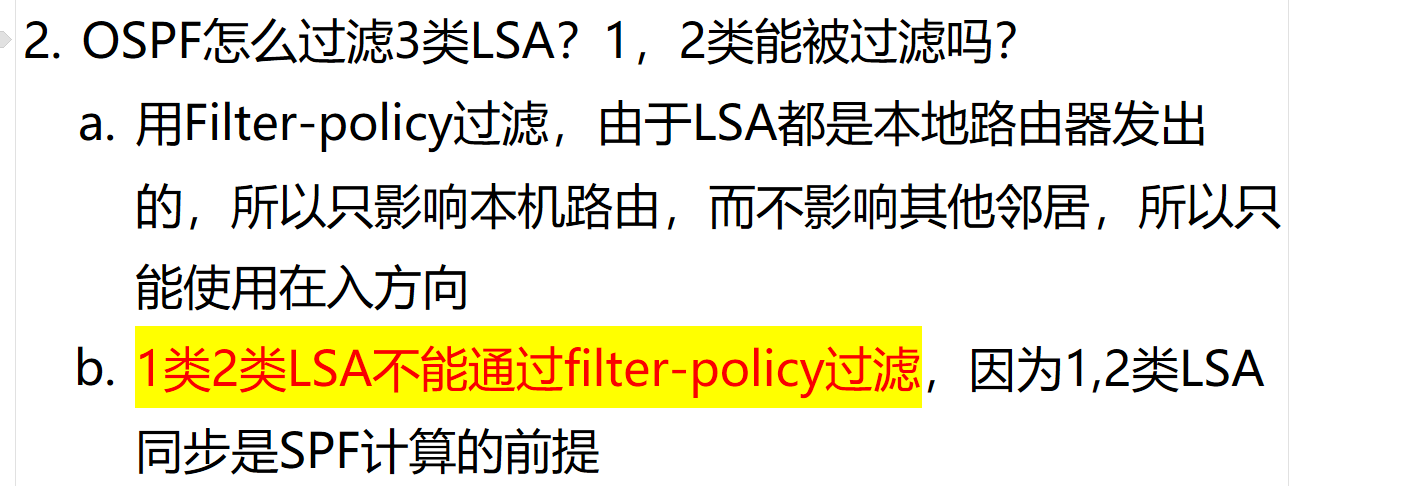 2. OSPF怎么过滤3类LSA？1，2类能被过滤吗？
a. 用Filter-policy过滤，由于LSA都是本地路由器发出
的，所以只影响本机路由，而不影响其他邻居，所以只
能使用在入方向
b. 1类2类LSA不能通过filter-policy过滤，因为1,2类LSA
同步是SPF计算的前提